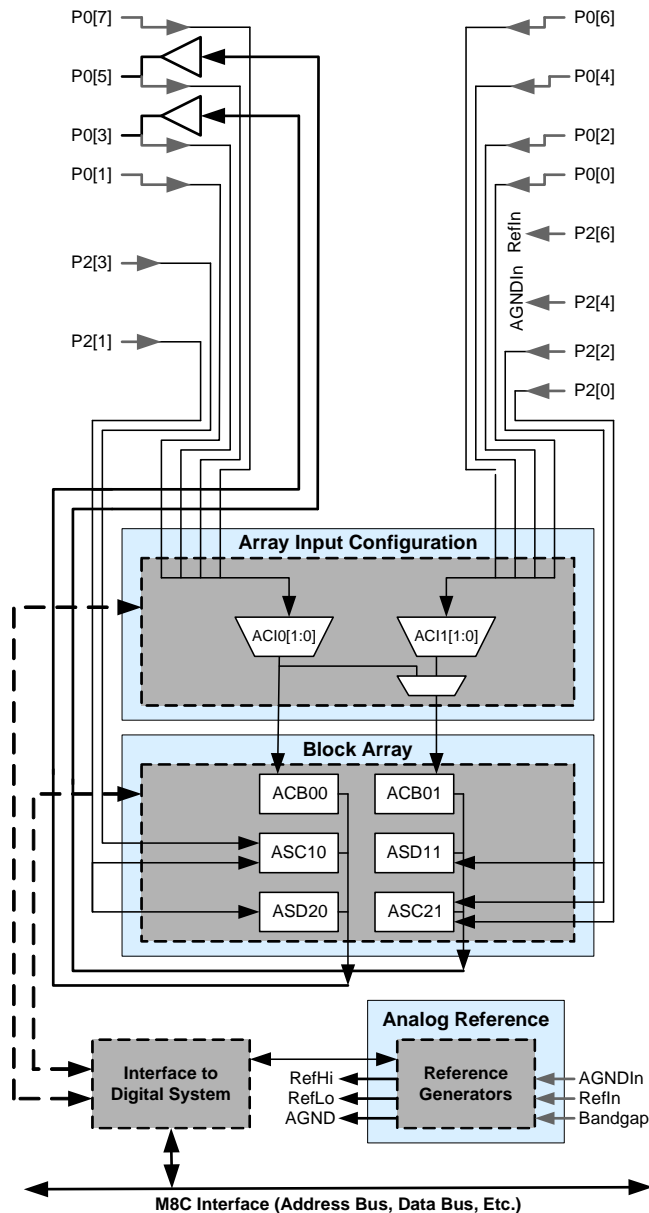 P0[7]
P0[6]
P0[5]
P0[4]
P0[3]
P0[2]
P0[1]
P0[0]
RefIn
P2[6]
P2[3]
AGNDIn
P2[4]
P2[1]
P2[2]
P2[0]
Array Input Configuration
ACI0[1:0]
ACI1[1:0]
Block Array
ACB00
ACB01
ASC10
ASD11
ASD20
ASC21
Analog Reference
Interface to
Digital System
Reference
Generators
RefHi
RefLo
AGND
AGNDIn
RefIn
Bandgap
M8C Interface (Address Bus, Data Bus, Etc.)